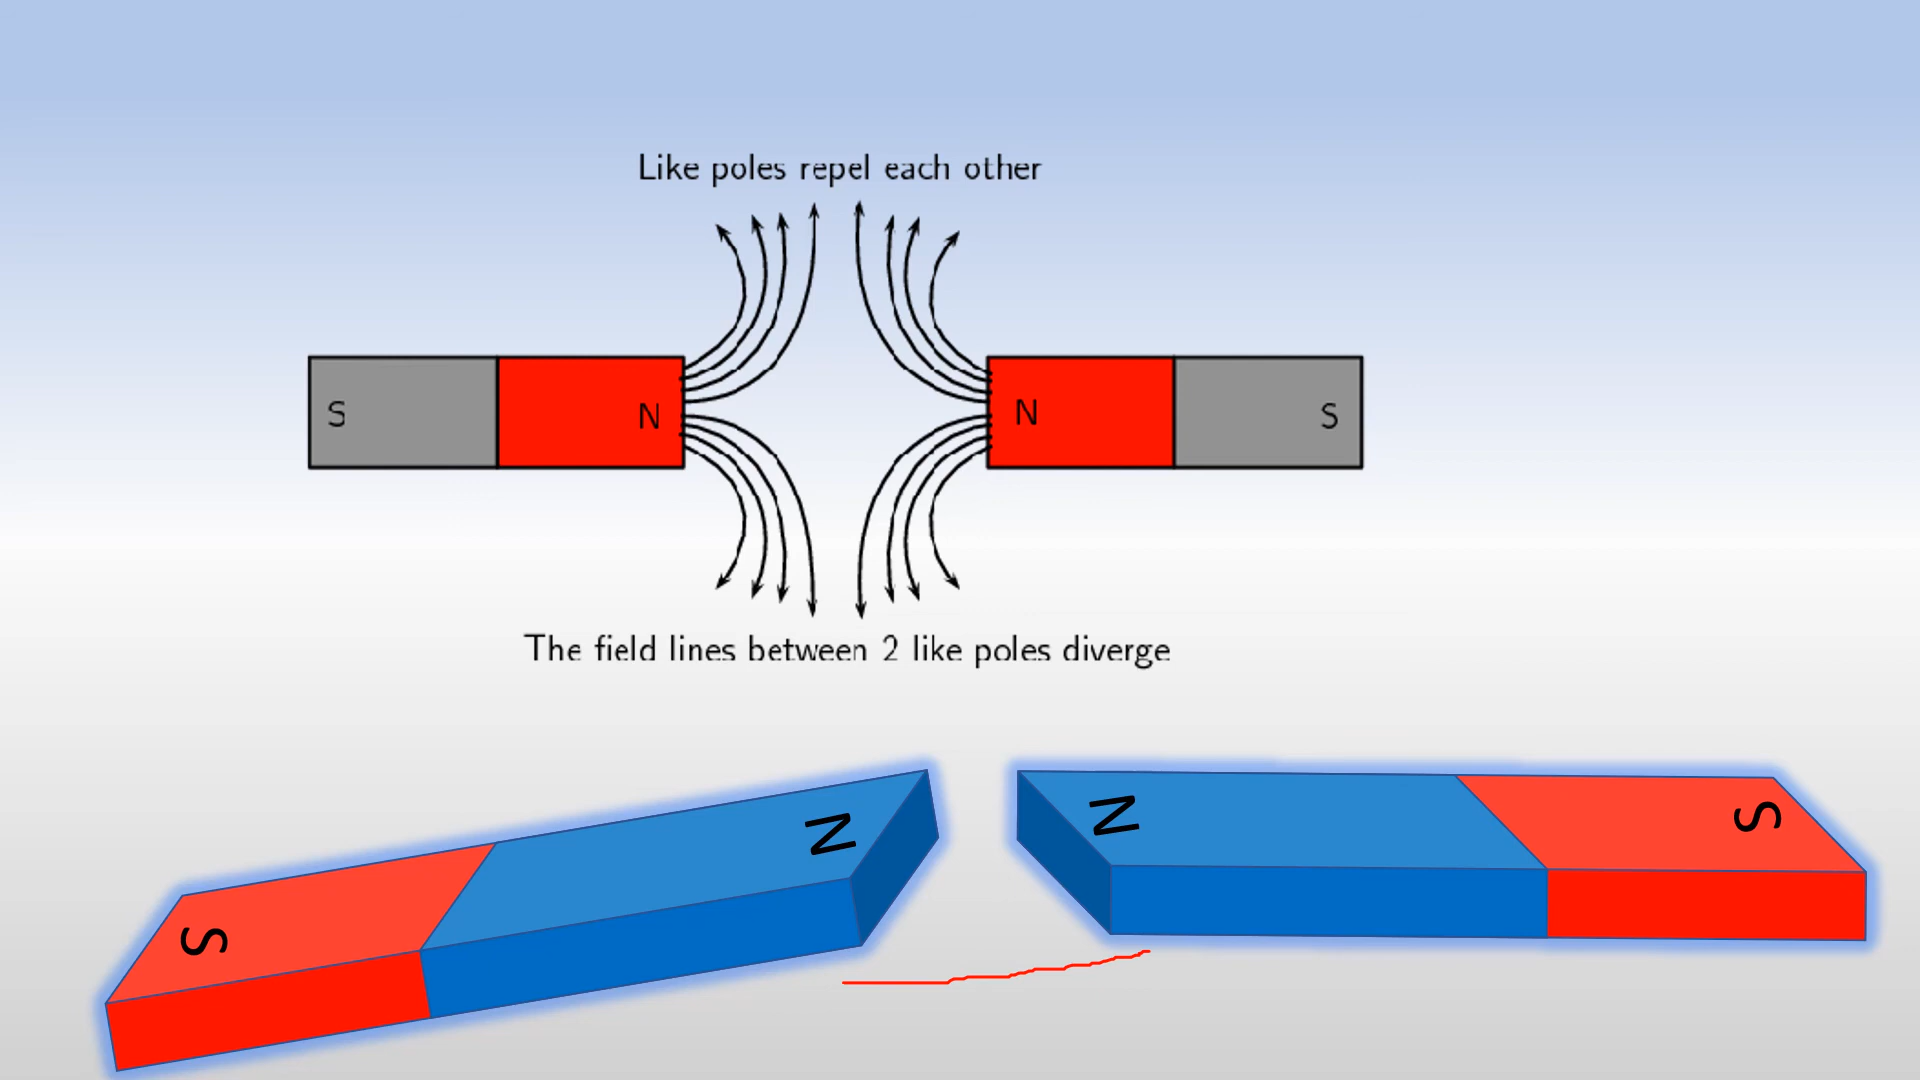 Like poles repel each other
S N N S
The field lines between 2 like poles diverge
N N S
S